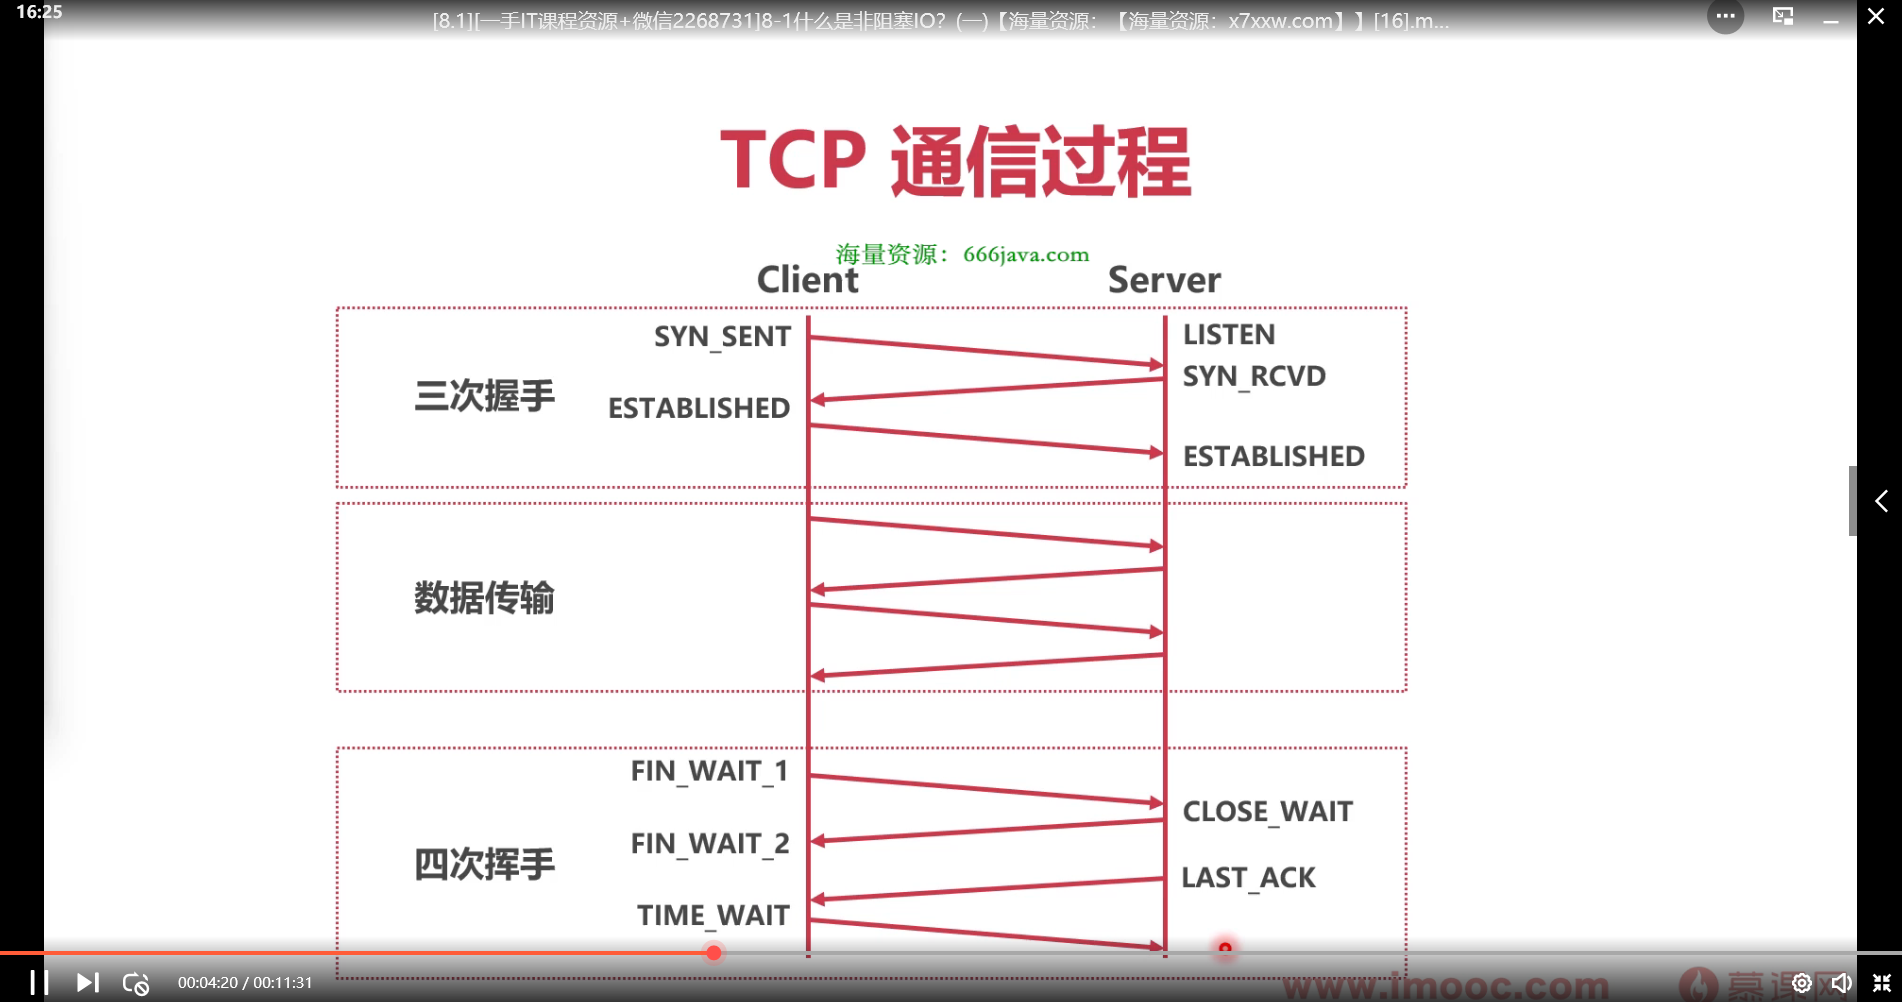 16:25
[8.1][一手IT课程资源+微信2268731]8-1什么是非阻塞IO？(一)【海量资源：【海量资源：x7xxw.com】】[16].m...
TCP 通信过程
海量资源：666java.com
Client
Server
SYN_SENT
LISTEN
SYN_RCVD
三次握手
ESTABLISHED
ESTABLISHED
数据传输
FIN_WAIT_1
CLOSE_WAIT
FIN_WAIT_2
四次挥手
LAST_ACK
TIME_WAIT
00:04:20 / 00:11:31
www.imooc.com
慕课网